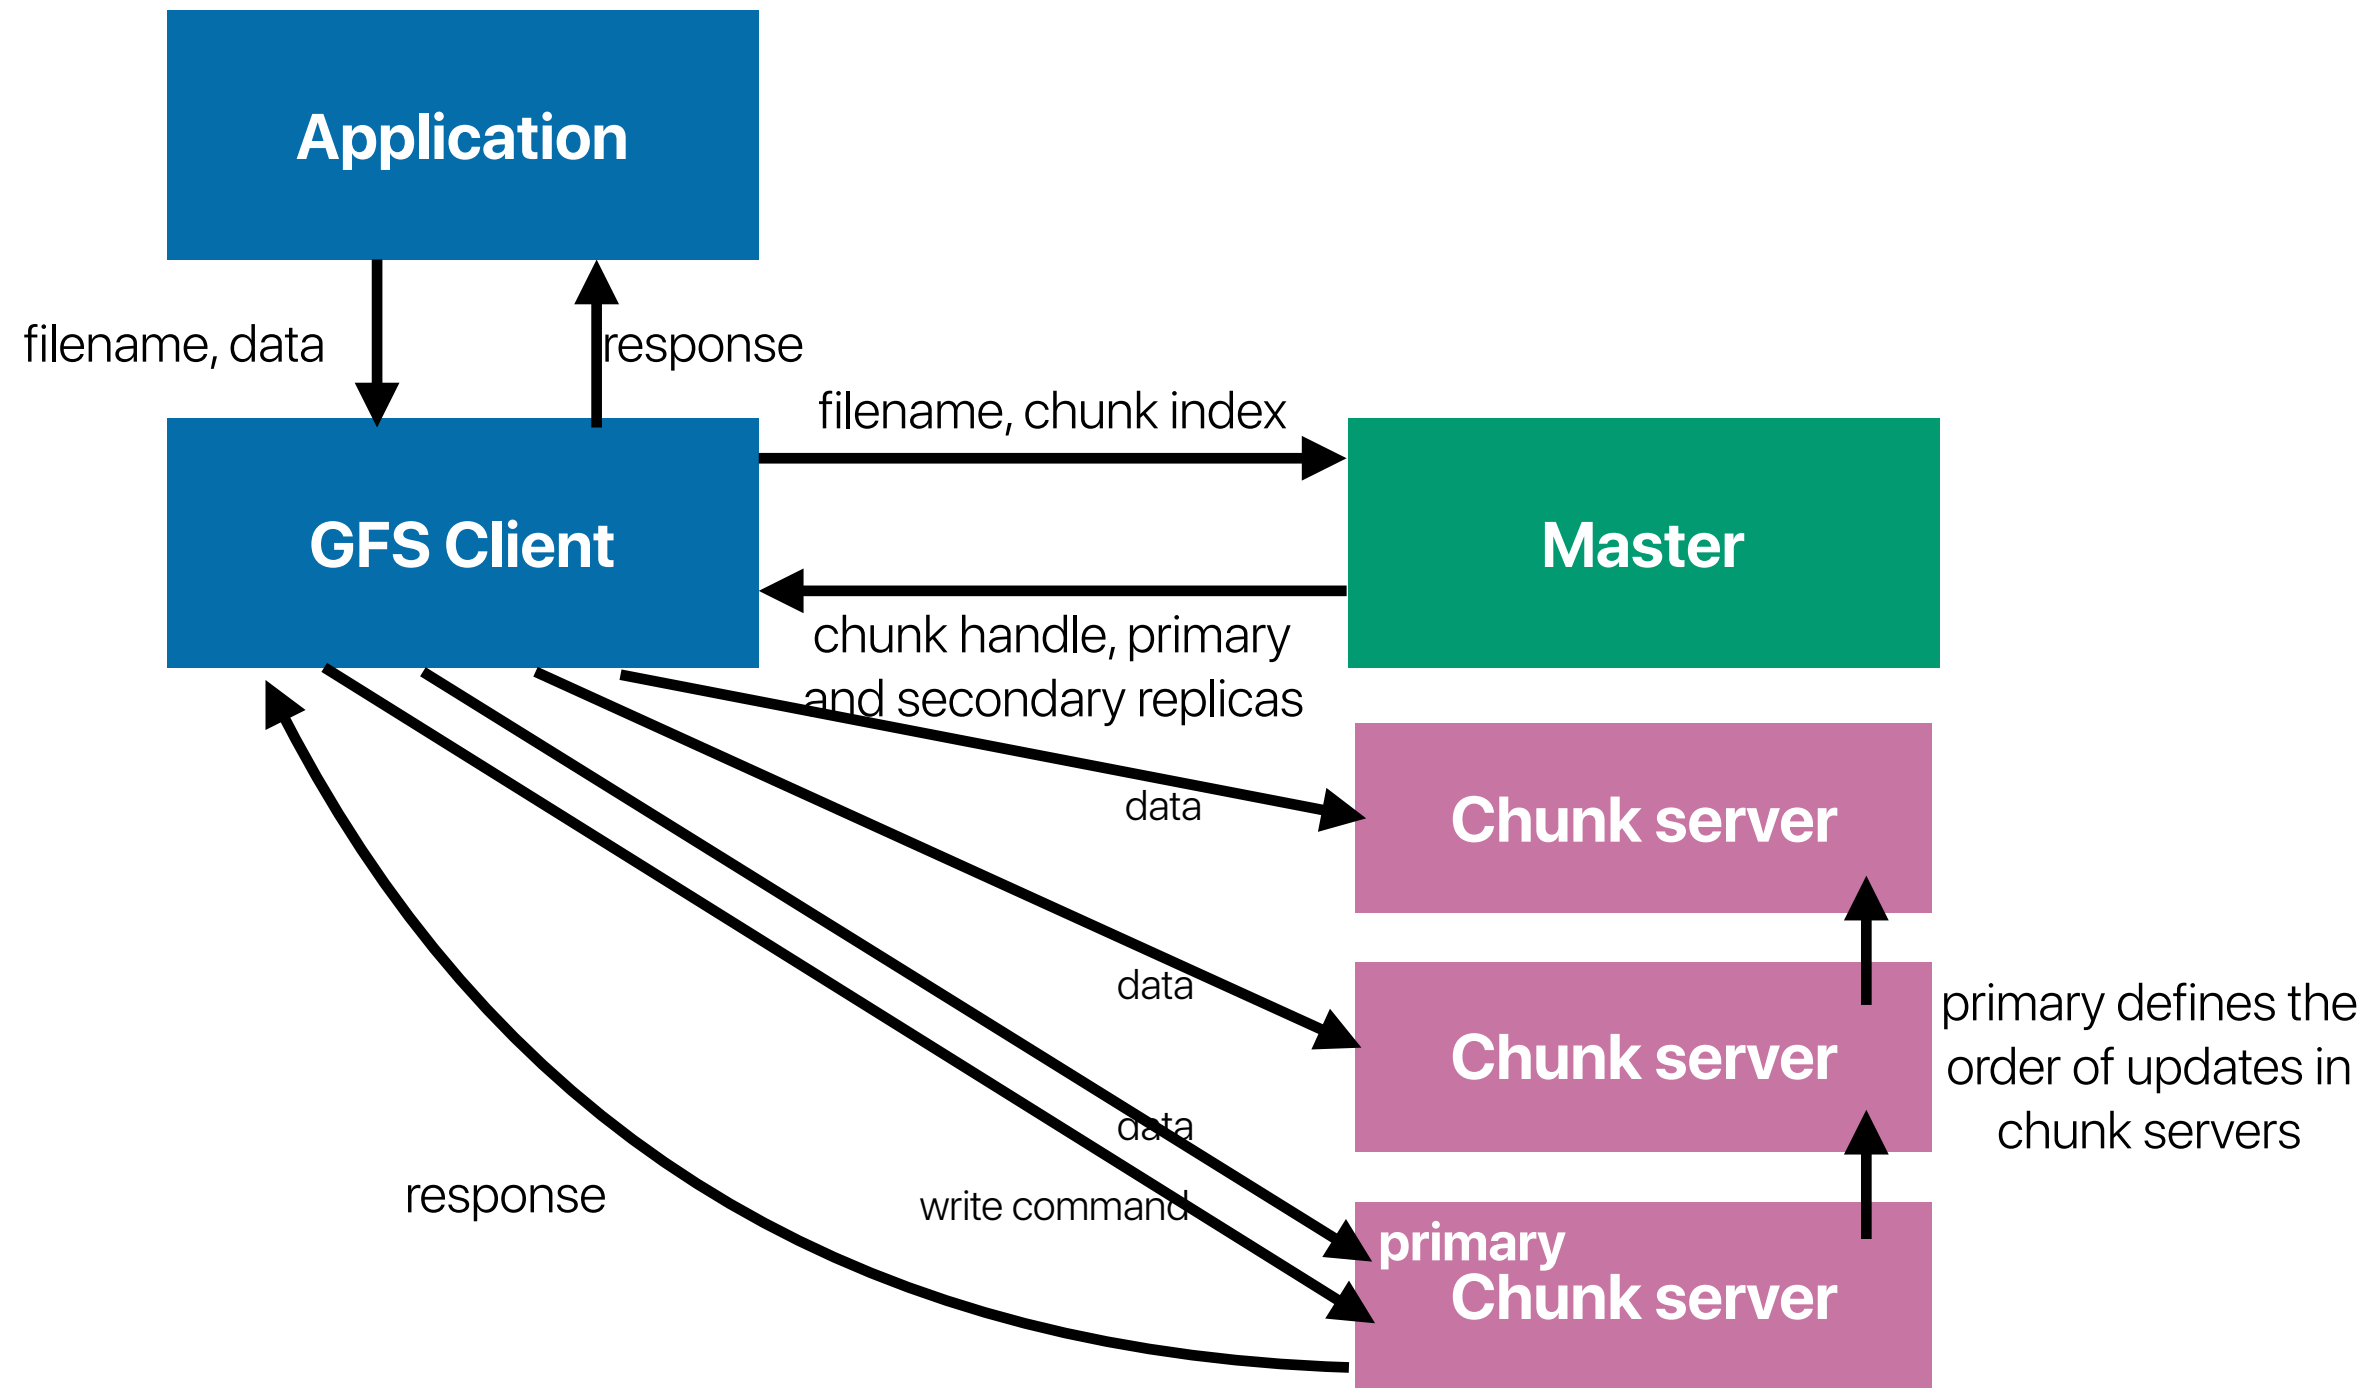 Application
filename, data
response
filename, chunk index
GFS Client
Master
chunk handle, primary
and secondary replicas
data
Chunk server
data
Chunk server
primary defines the
order of updates in
chunk servers
data
response
write command
primary
Chunk server